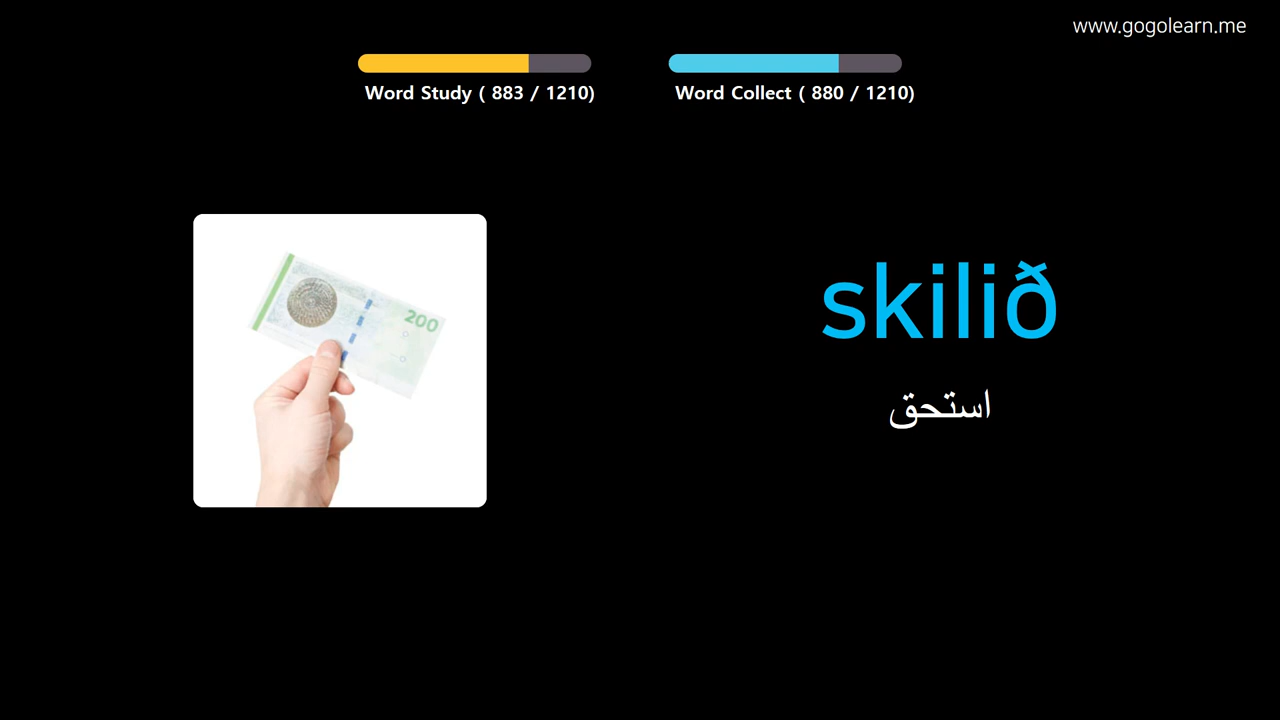 www.gogolearn.me
Word Study ( 883 / 1210)
Word Collect ( 880 / 1210)
200
skilið
استحق